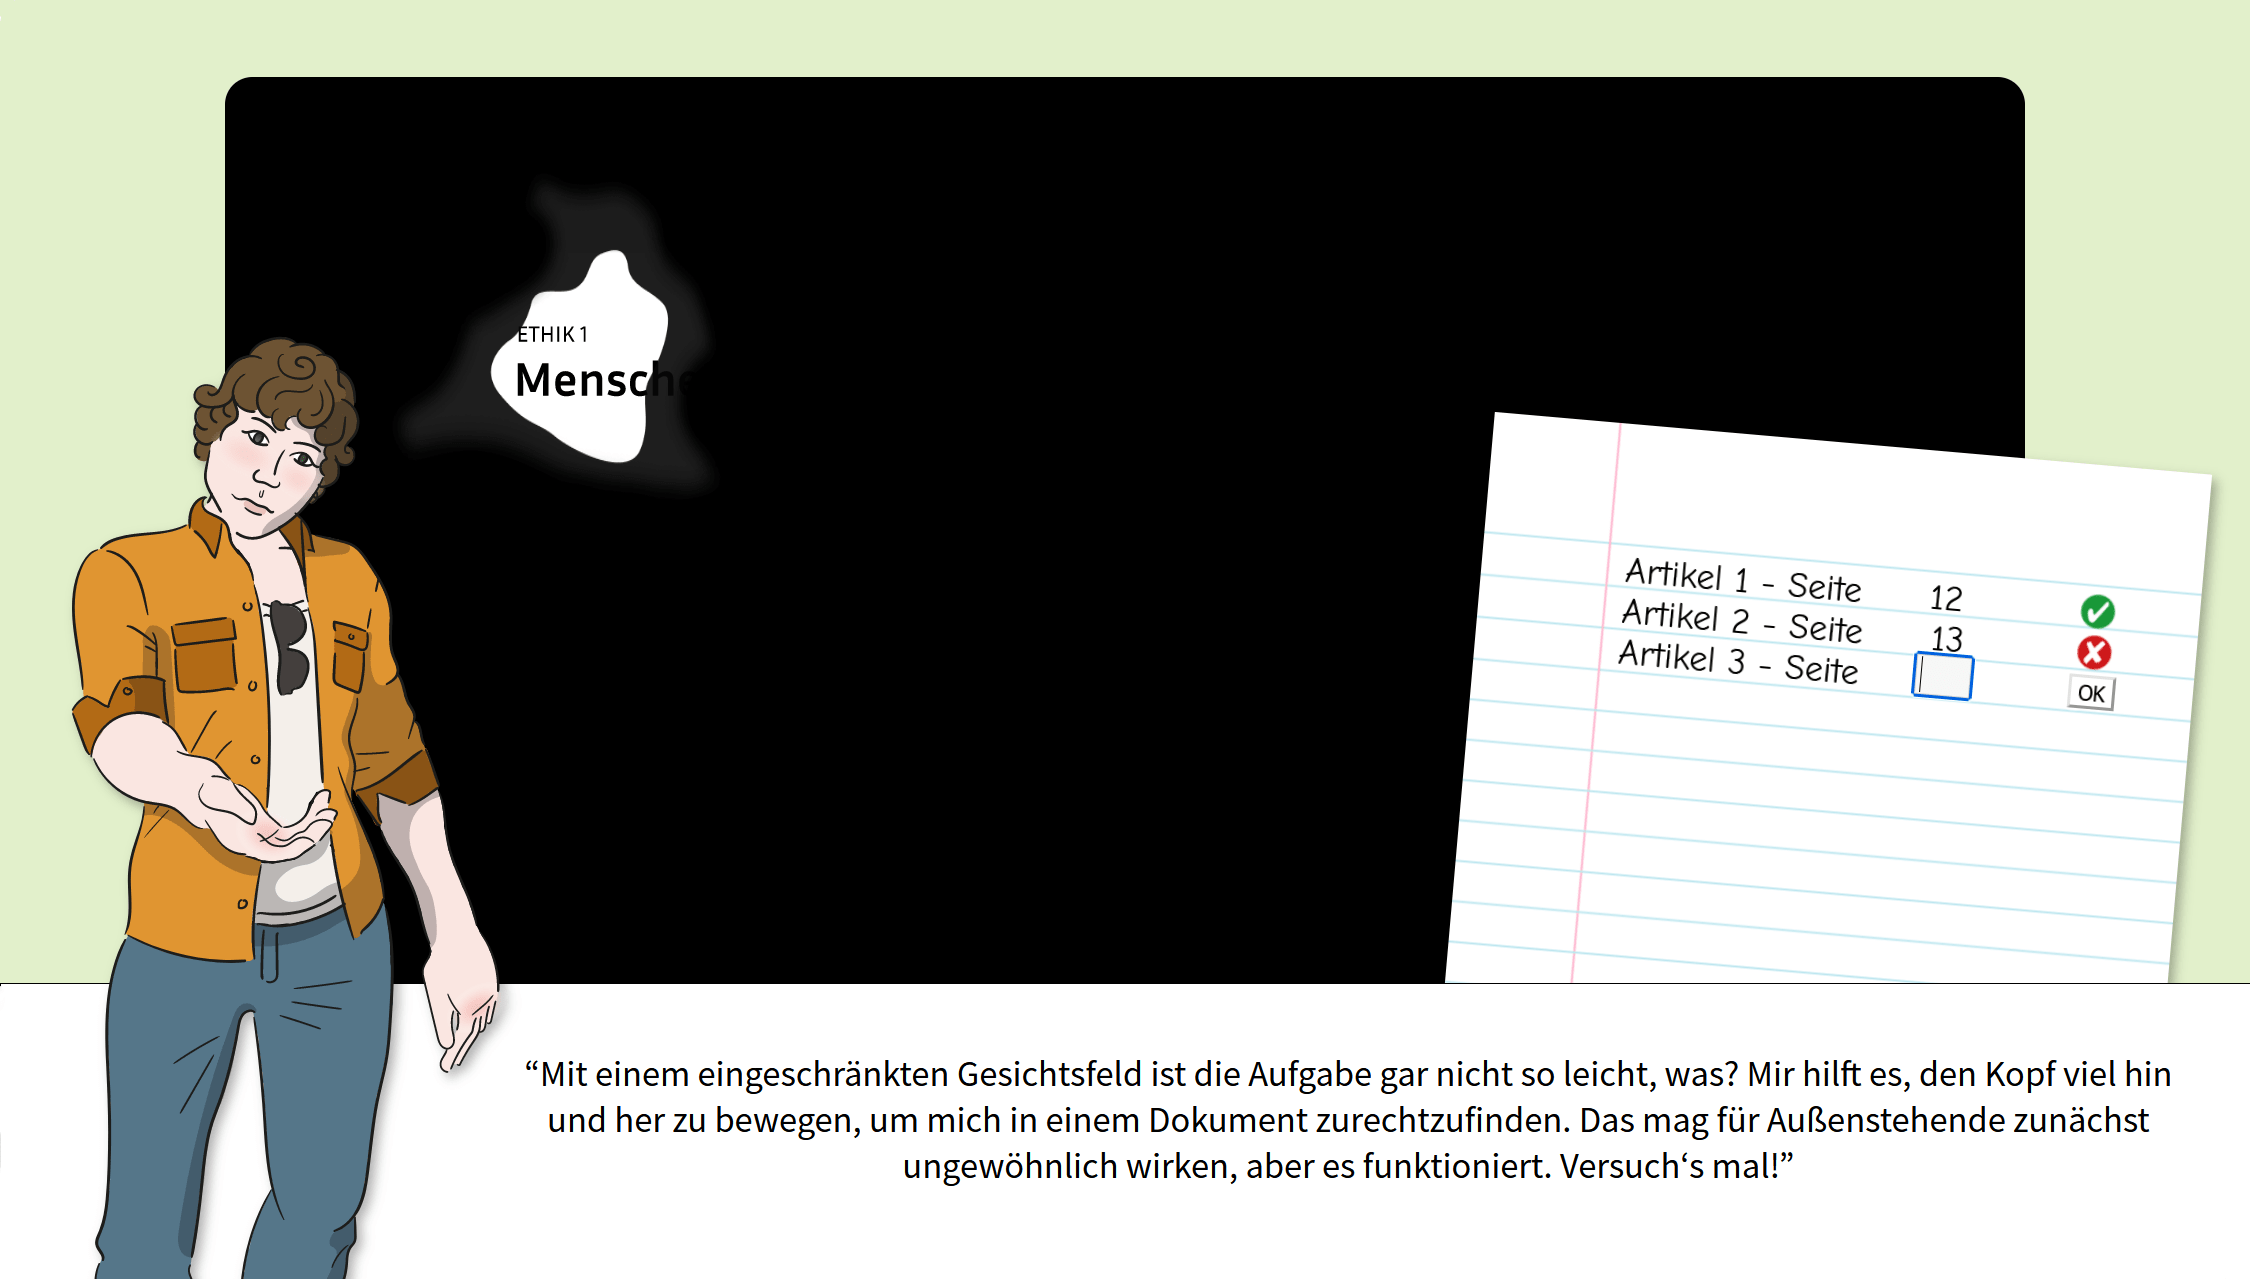 ETHIK 1
Mensche
Artikel 1 - Seite 12
Artikel 2 - Seite 13
Artikel 3 - Seite
OK
“Mit einem eingeschränkten Gesichtsfeld ist die Aufgabe gar nicht so leicht, was? Mir hilft es, den Kopf viel hin
und her zu bewegen, um mich in einem Dokument zurechtzufinden. Das mag für Außenstehende zunächst
ungewöhnlich wirken, aber es funktioniert. Versuch‘s mal!”